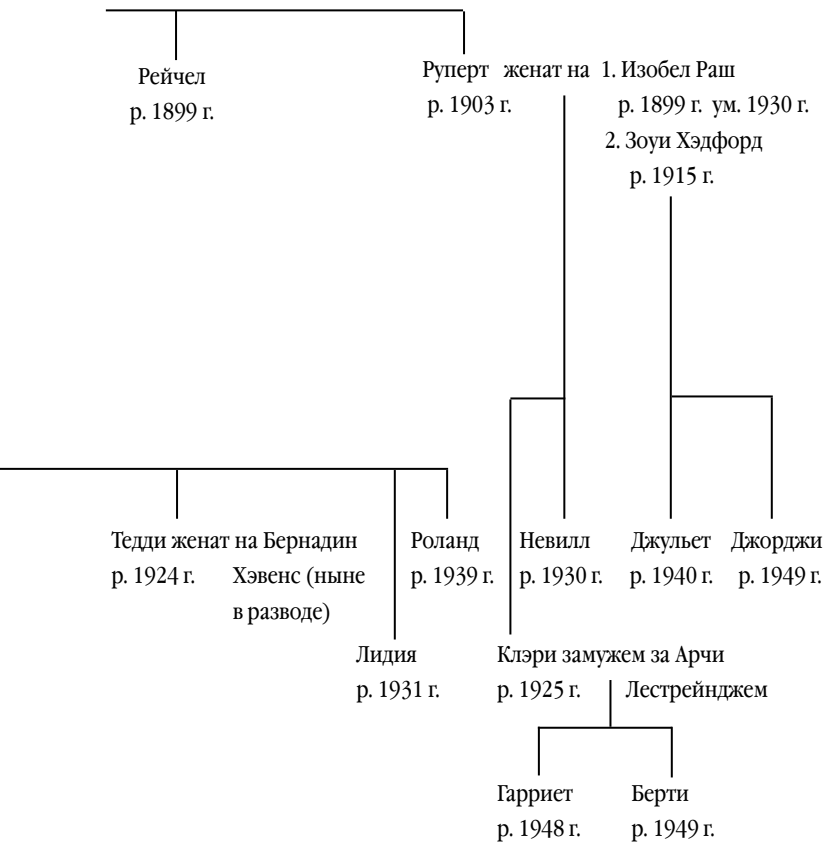 Рейчел
р. 1899 г.
Руперт женат на 1. Изобел Раш
р. 1903 г. р. 1899 г. ум. 1930 г.
2. Зоуи Хэдфорд
р. 1915 г.
Тедди женат на Бернадин
р. 1924 г. Хэвенс (ныне
в разводе)
Роланд
р. 1939 г.
Невилл
р. 1930 г.
Джульет
р. 1940 г.
Джорджи
р. 1949 г.
Лидия
р. 1931 г.
Клэри замужем за Арчи
р. 1925 г. Лестрейнджем
Гарриет
р. 1948 г.
Берти
р. 1949 г.